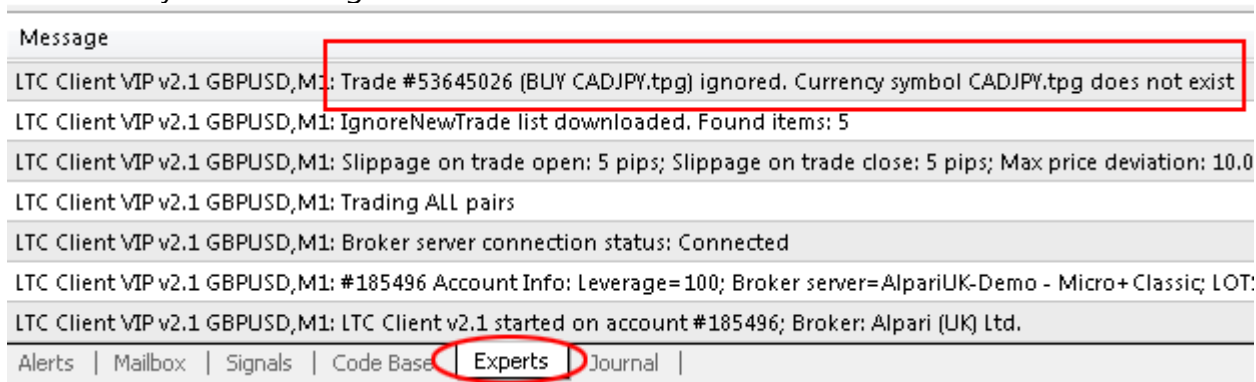 Message
LTC Client VIP v2.1 GBPUSD,M1: Trade #53645026 (BUY CADJPY.tpg) ignored. Currency symbol CADJPY.tpg does not exist
LTC Client VIP v2.1 GBPUSD,M1: IgnoreNewTrade list downloaded. Found items: 5
LTC Client VIP v2.1 GBPUSD,M1: Slippage on trade open: 5 pips; Slippage on trade close: 5 pips; Max price deviation: 10.0
LTC Client VIP v2.1 GBPUSD,M1: Trading ALL pairs
LTC Client VIP v2.1 GBPUSD,M1: Broker server connection status: Connected
LTC Client VIP v2.1 GBPUSD,M1: #185496 Account Info: Leverage=100; Broker server=AlpariUK-Demo - Micro+Classic; LOT
LTC Client VIP v2.1 GBPUSD,M1: LTC Client v2.1 started on account #185496; Broker: Alpari (UK) Ltd.
Alerts | Mailbox | Signals | Code Base | Experts | Journal |